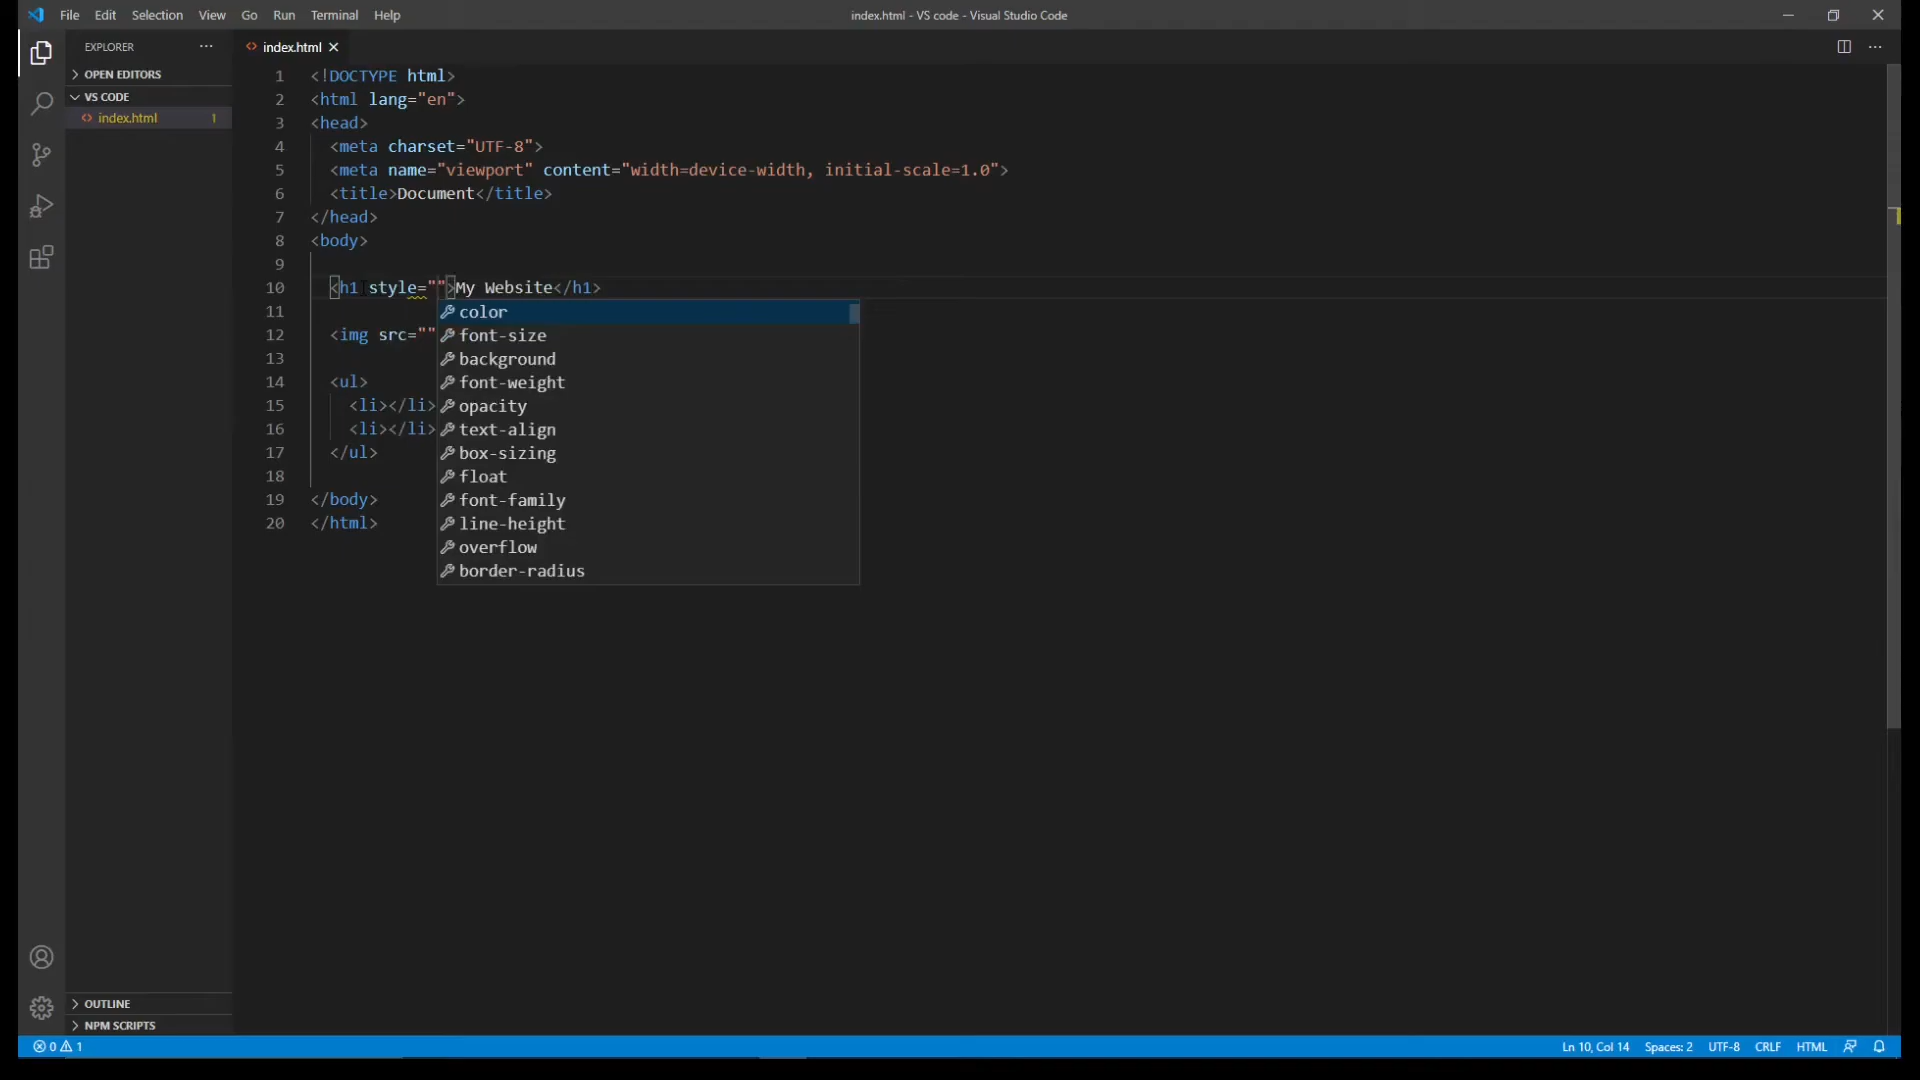 File Edit Selection View Go Run Terminal Help
index.html - VS code - Visual Studio Code
EXPLORER
OPEN EDITORS
VS CODE
index.html 1
index.html
1 <!DOCTYPE html>
2 <html lang="en">
3 <head>
4 <meta charset="UTF-8">
5 <meta name="viewport" content="width=device-width, initial-scale=1.0">
6 <title>Document</title>
7 </head>
8 <body>
9
10 <h1 style="">My Website</h1>
11
12 <img src=""
13
14 <ul>
15 <li></li>
16 <li></li>
17 </ul>
18
19 </body>
20 </html>
color
font-size
background
font-weight
opacity
text-align
box-sizing
float
font-family
line-height
overflow
border-radius
OUTLINE
NPM SCRIPTS
0 1
Ln 10, Col 14 Spaces: 2 UTF-8 CRLF HTML